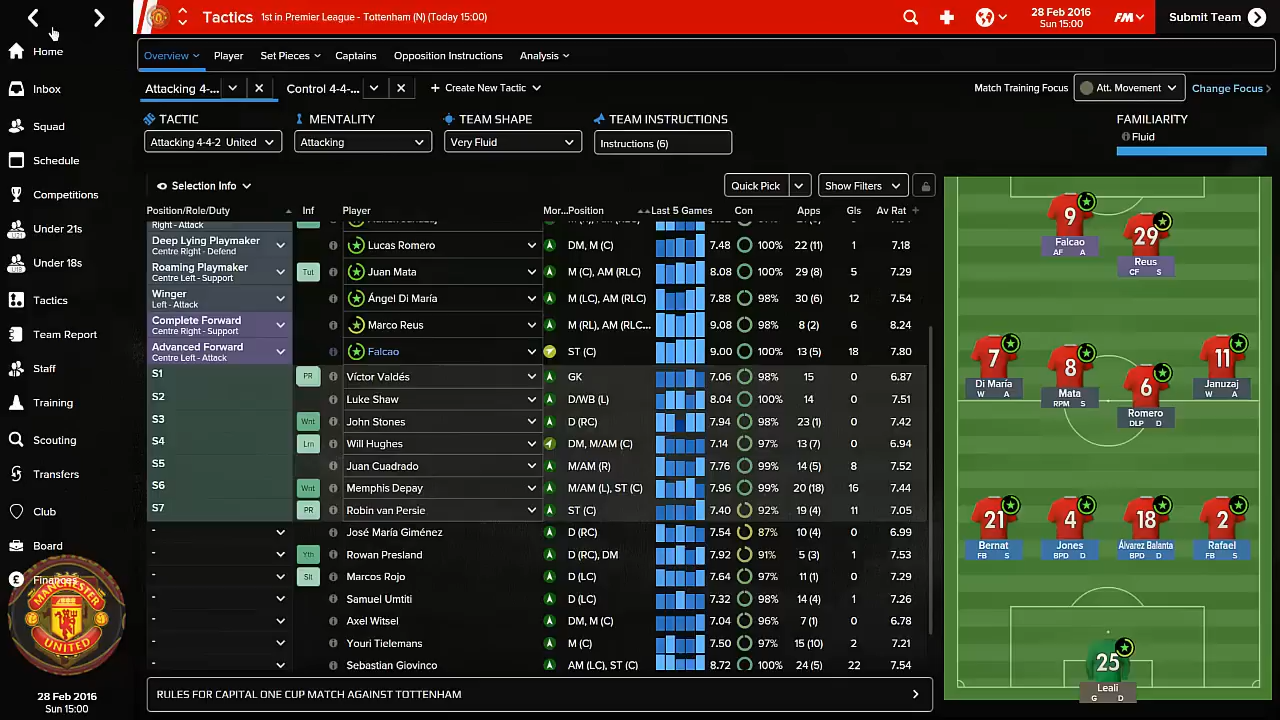 Tactics 1st in Premier League - Tottenham (N) (Today 15:00)
28 Feb 2016
Sun 15:00
FM
Submit Team
Home
Inbox
Squad
Schedule
Competitions
Under 21s
U21
Under 18s
U18
Tactics
Team Report
Staff
Training
Scouting
Transfers
Club
Board
Finances
MANCHESTER
UNITED
28 Feb 2016
Sun 15:00
Overview Player Set Pieces Captains Opposition Instructions Analysis
Attacking 4-... Control 4-4-... Create New Tactic
Match Training Focus Att. Movement Change Focus
TACTIC MENTALITY TEAM SHAPE TEAM INSTRUCTIONS FAMILIARITY
Attacking 4-4-2 United Attacking Very Fluid Instructions (6) Fluid
Selection Info Quick Pick Show Filters
Position/Role/Duty Inf Player Mor... Position Last 5 Games Con Apps Gls Av Rat
Right - Attack
Deep Lying Playmaker
Centre Right - Defend
Lucas Romero DM, M (C) 7.48 100% 22 (11) 1 7.18
Roaming Playmaker
Centre Left - Support
Tut Juan Mata M (C), AM (RLC) 8.08 100% 29 (8) 5 7.29
Winger
Left - Attack
Ángel Di María M (LC), AM (RLC) 7.88 98% 30 (6) 12 7.54
Complete Forward
Centre Right - Support
Marco Reus M (RL), AM (RLC... 9.08 98% 8 (2) 6 8.24
Advanced Forward
Centre Left - Attack
Falcao ST (C) 9.00 100% 13 (5) 18 7.80
S1 PR Víctor Valdés GK 7.06 98% 15 0 6.87
S2 Luke Shaw D/WB (L) 8.04 100% 14 0 7.51
S3 Wnt John Stones D (RC) 7.94 98% 23 (1) 0 7.42
S4 Lrn Will Hughes DM, M/AM (C) 7.14 97% 13 (7) 0 6.94
S5 Juan Cuadrado M/AM (R) 7.76 99% 14 (5) 8 7.52
S6 Wnt Memphis Depay M/AM (L), ST (C) 7.96 99% 20 (18) 16 7.44
S7 PR Robin van Persie ST (C) 7.40 92% 19 (4) 11 7.05
- José María Giménez D (RC) 7.54 87% 10 (4) 0 6.99
- Yth Rowan Presland D (RC), DM 7.92 91% 5 (3) 1 7.53
- Slt Marcos Rojo D (LC) 7.64 97% 11 (1) 0 7.29
- Samuel Umtiti D (LC) 7.32 98% 14 (4) 1 7.26
- Axel Witsel DM, M (C) 7.04 96% 7 (1) 0 6.78
- Youri Tielemans M (C) 7.50 97% 15 (10) 2 7.21
- Sebastian Giovinco AM (LC), ST (C) 8.72 100% 24 (5) 22 7.54
RULES FOR CAPITAL ONE CUP MATCH AGAINST TOTTENHAM
9
Falcao
AF A
29
Reus
CF S
7
Di María
W A
8
Mata
RPM S
6
Romero
DLP D
11
Januzaj
W A
21
Bernat
FB S
4
Jones
BPD D
18
Álvarez Balanta
BPD D
2
Rafael
FB S
25
Leali
G D